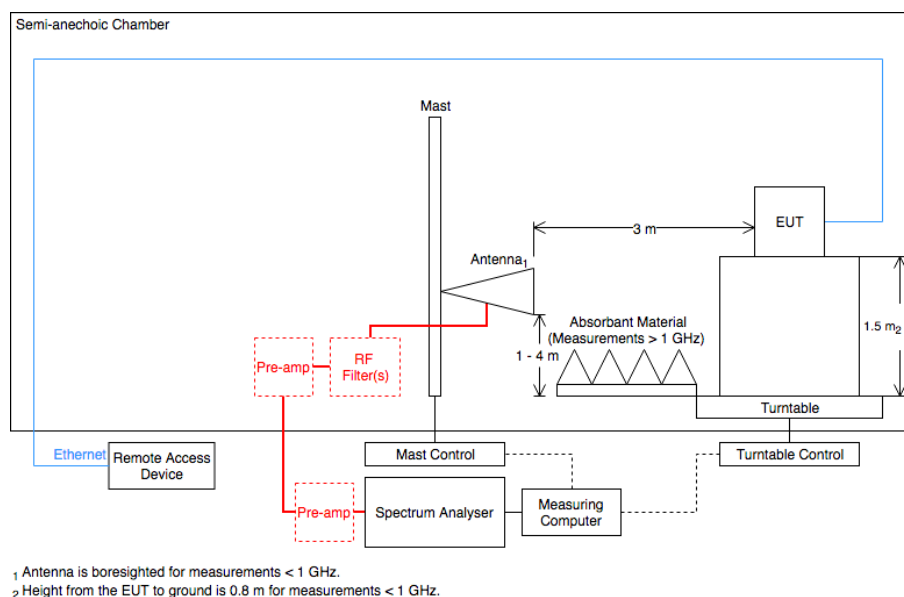 Semi-anechoic Chamber
Mast
EUT
3 m
Antenna1
1.5 m2
Absorbant Material
(Measurements > 1 GHz)
1 - 4 m
Pre-amp
RF
Filter(s)
Turntable
Ethernet
Remote Access
Device
Mast Control
Turntable Control
Pre-amp
Spectrum Analyser
Measuring
Computer
1 Antenna is boresighted for measurements < 1 GHz.
2 Height from the EUT to ground is 0.8 m for measurements < 1 GHz.